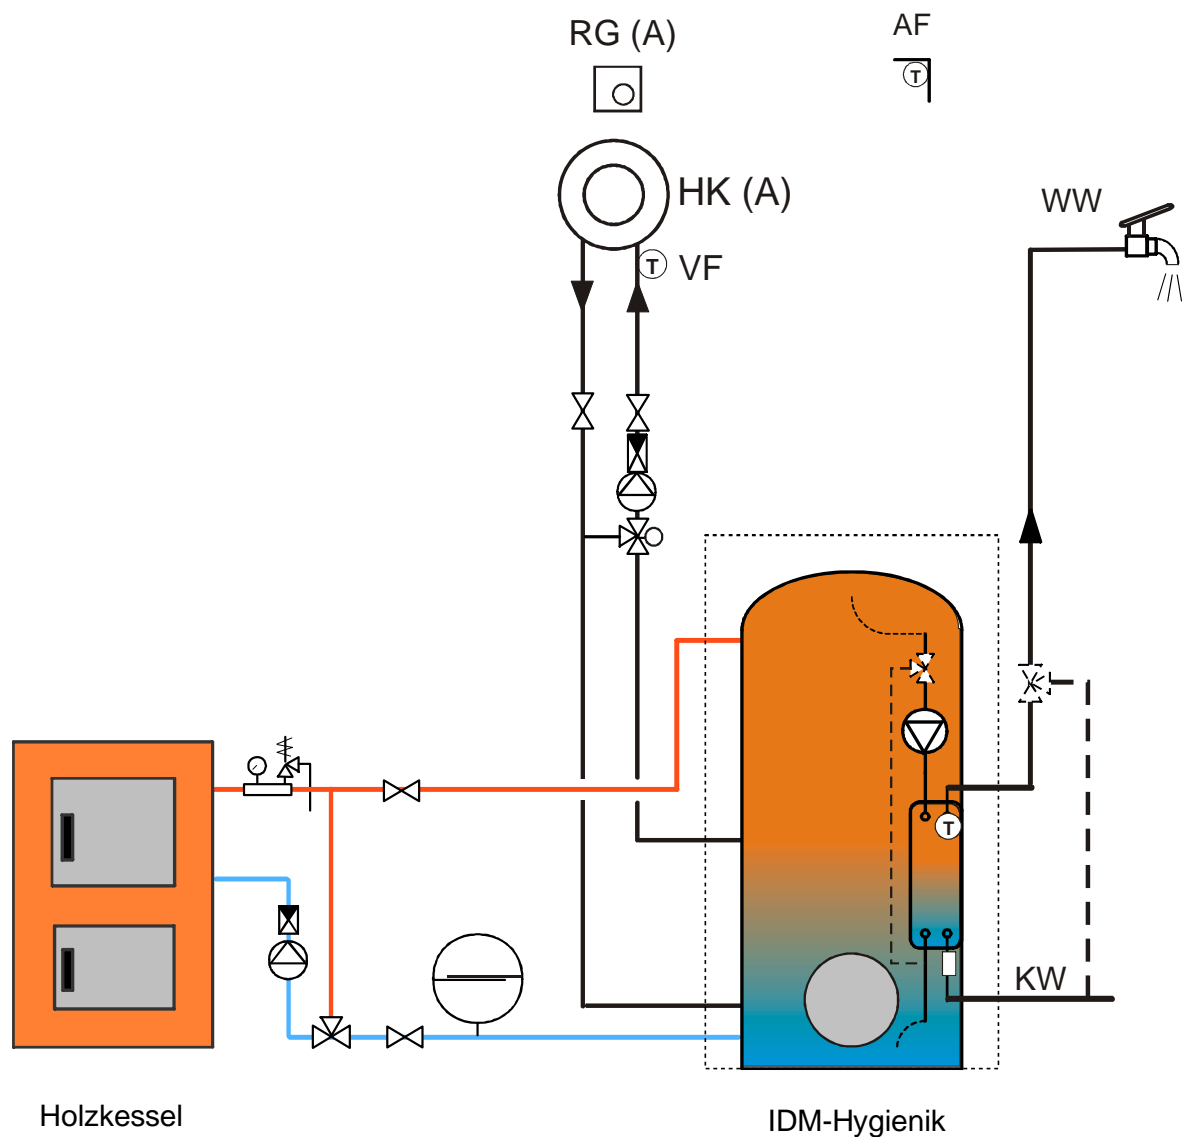 RG (A)
AF
T
HK (A)
WW
T VF
T
KW
Holzkessel
IDM-Hygienik